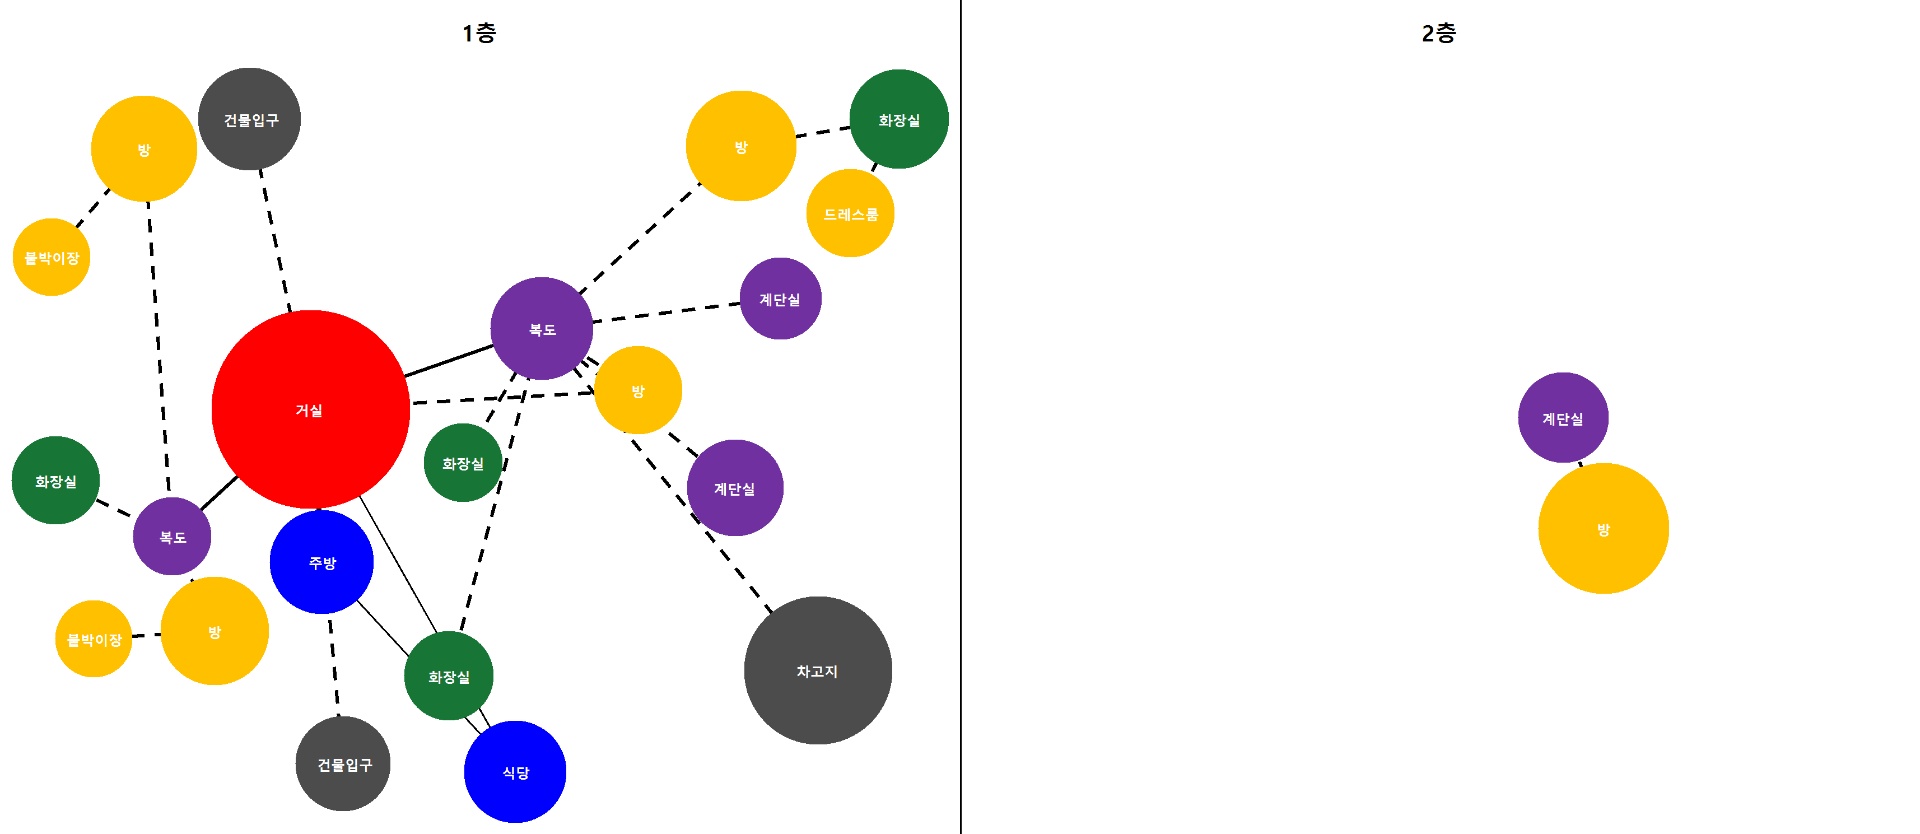 1층
2층
건물입구
화장실
방
방
드레스룸
붙박이장
계단실
복도
방
거실
계단실
화장실
화장실
계단실
방
복도
주방
방
붙박이장
화장실
차고지
건물입구
식당